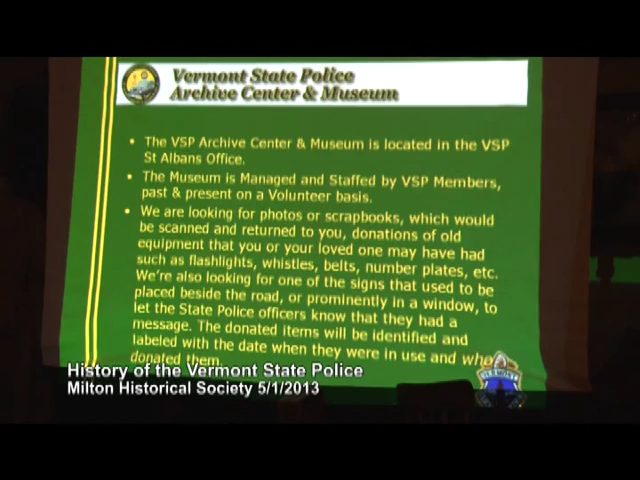 Vermont State Police
Archive Center & Museum
• The VSP Archive Center & Museum is located in the VSP
St Albans Office.
• The Museum is Managed and Staffed by VSP Members,
past & present on a Volunteer basis.
• We are looking for photos or scrapbooks, which would
be scanned and returned to you, donations of old
equipment that you or your loved one may have had
such as flashlights, whistles, belts, number plates, etc.
We're also looking for one of the signs that used to be
placed beside the road, or prominently in a window, to
let the State Police officers know that they had a
message. The donated items will be identified and
labeled with the date when they were in use and who
donated them.
History of the Vermont State Police
Milton Historical Society 5/1/2013
VERMONT